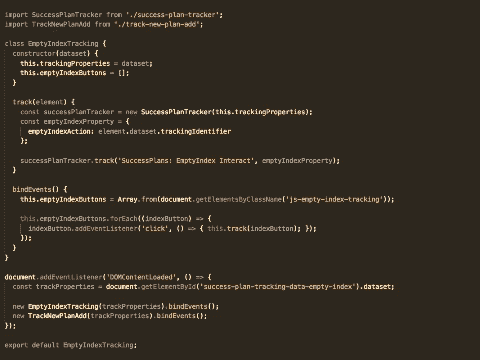 import SuccessPlanTracker from './success-plan-tracker';
import TrackNewPlanAdd from "./track-new-plan-add';
class EmptyIndexTracking {
constructor(dataset) {
this.trackingProperties = dataset;
this.emptyIndexButtons = [];
}
track(element) {
const successPlanTracker = new SuccessPlanTracker(this.trackingProperties);
const emptyIndexProperty = {
emptyIndexAction: element.dataset.trackingIdentifier
};
successPlanTracker.track('SuccessPlans: EmptyIndex Interact', emptyIndexProperty);
}
bindEvents() {
this.emptyIndexButtons = Array.from(document.getElementsByClassName('js-empty-index-tracking'));
this.emptyIndexButtons.forEach((indexButton) => {
indexButton.addEventListener('click', () => { this.track(indexButton); });
});
}
}
document.addEventListener('DOMContentLoaded', () => {
const trackProperties = document.getElementById('success-plan-tracking-data-empty-index').dataset;
new EmptyIndexTracking(trackProperties).bindEvents();
new TrackNewPlanAdd(trackProperties).bindEvents();
});
export default EmptyIndexTracking;